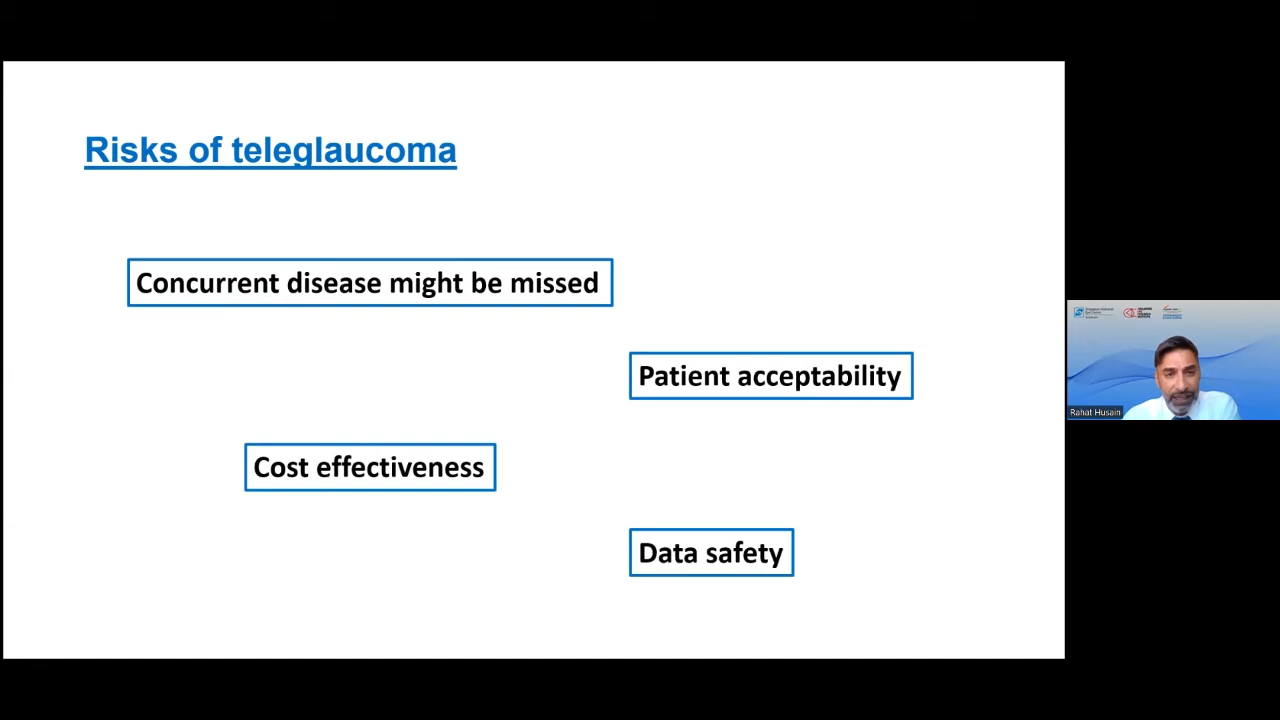 Risks of teleglaucoma
Concurrent disease might be missed
Patient acceptability
Cost effectiveness
Data safety
Rahat Husain